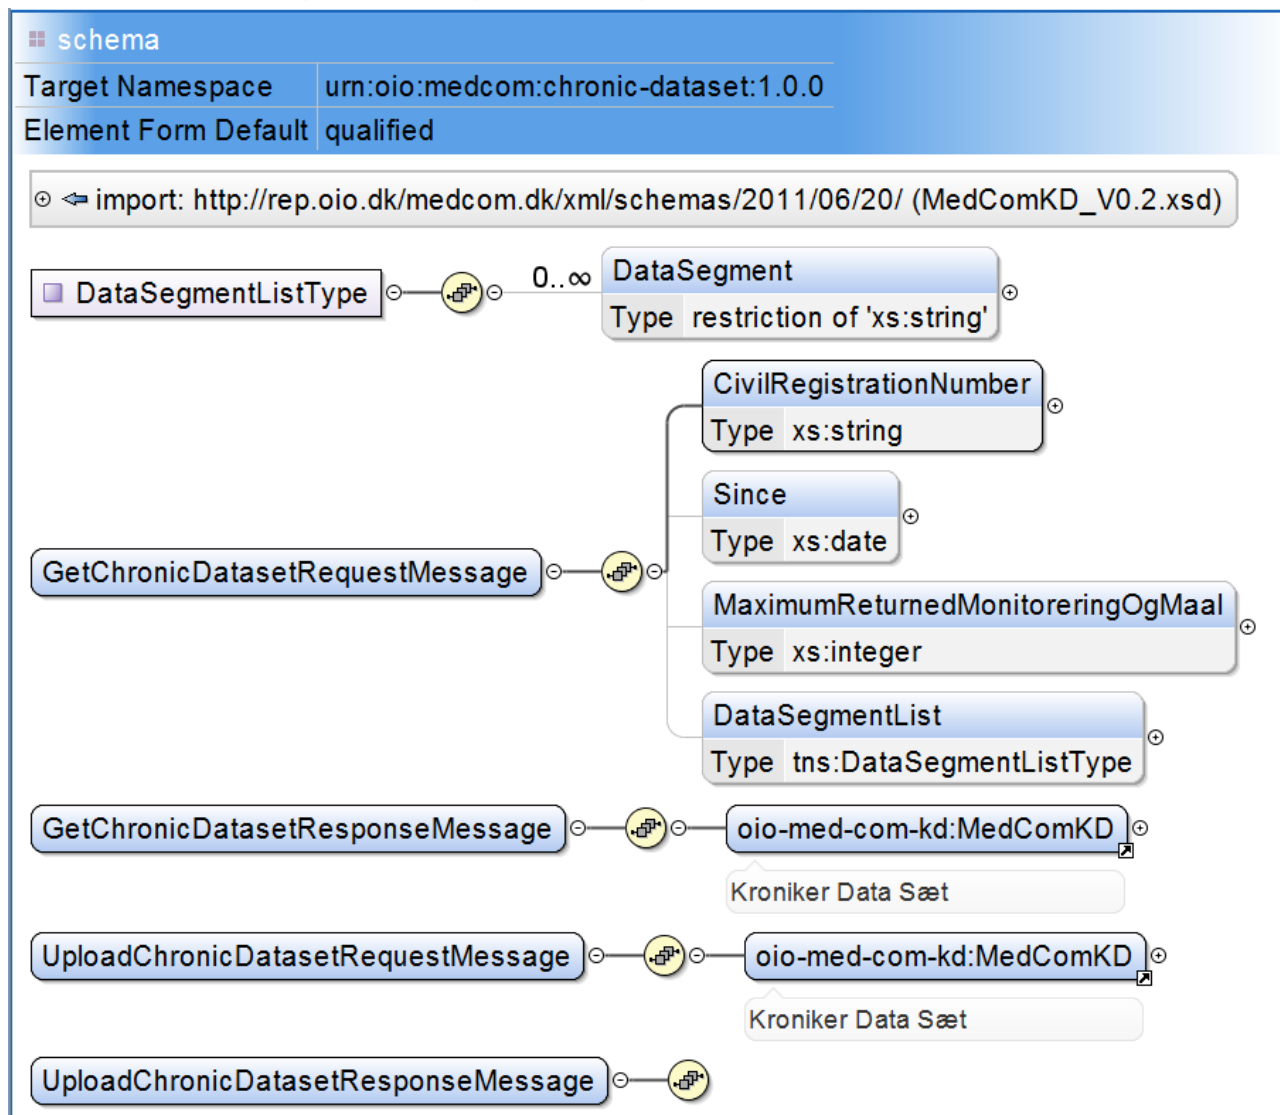 schema
Target Namespace urn:oio:medcom:chronic-dataset:1.0.0
Element Form Default qualified
import: http://rep.oio.dk/medcom.dk/xml/schemas/2011/06/20/ (MedComKD_V0.2.xsd)
DataSegmentListType
0..∞
DataSegment
Type restriction of 'xs:string'
GetChronicDatasetRequestMessage
CivilRegistrationNumber
Type xs:string
Since
Type xs:date
MaximumReturnedMonitoreringOgMaal
Type xs:integer
DataSegmentList
Type tns:DataSegmentListType
GetChronicDatasetResponseMessage
oio-med-com-kd:MedComKD
Kroniker Data Sæt
UploadChronicDatasetRequestMessage
oio-med-com-kd:MedComKD
Kroniker Data Sæt
UploadChronicDatasetResponseMessage